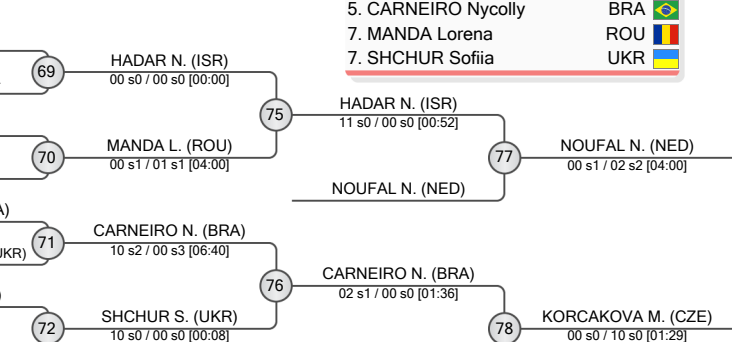 5. CARNEIRO Nycolly BRA
7. MANDA Lorena ROU
7. SHCHUR Sofiia UKR
69
HADAR N. (ISR)
00 s0 / 00 s0 [00:00]
75
HADAR N. (ISR)
11 s0 / 00 s0 [00:52]
70
MANDA L. (ROU)
00 s1 / 01 s1 [04:00]
77
NOUFAL N. (NED)
00 s1 / 02 s2 [04:00]
NOUFAL N. (NED)
A)
UKR)
71
CARNEIRO N. (BRA)
10 s2 / 00 s3 [06:40]
76
CARNEIRO N. (BRA)
02 s1 / 00 s0 [01:36]
)
72
SHCHUR S. (UKR)
10 s0 / 00 s0 [00:08]
78
KORCAKOVA M. (CZE)
00 s0 / 10 s0 [01:29]